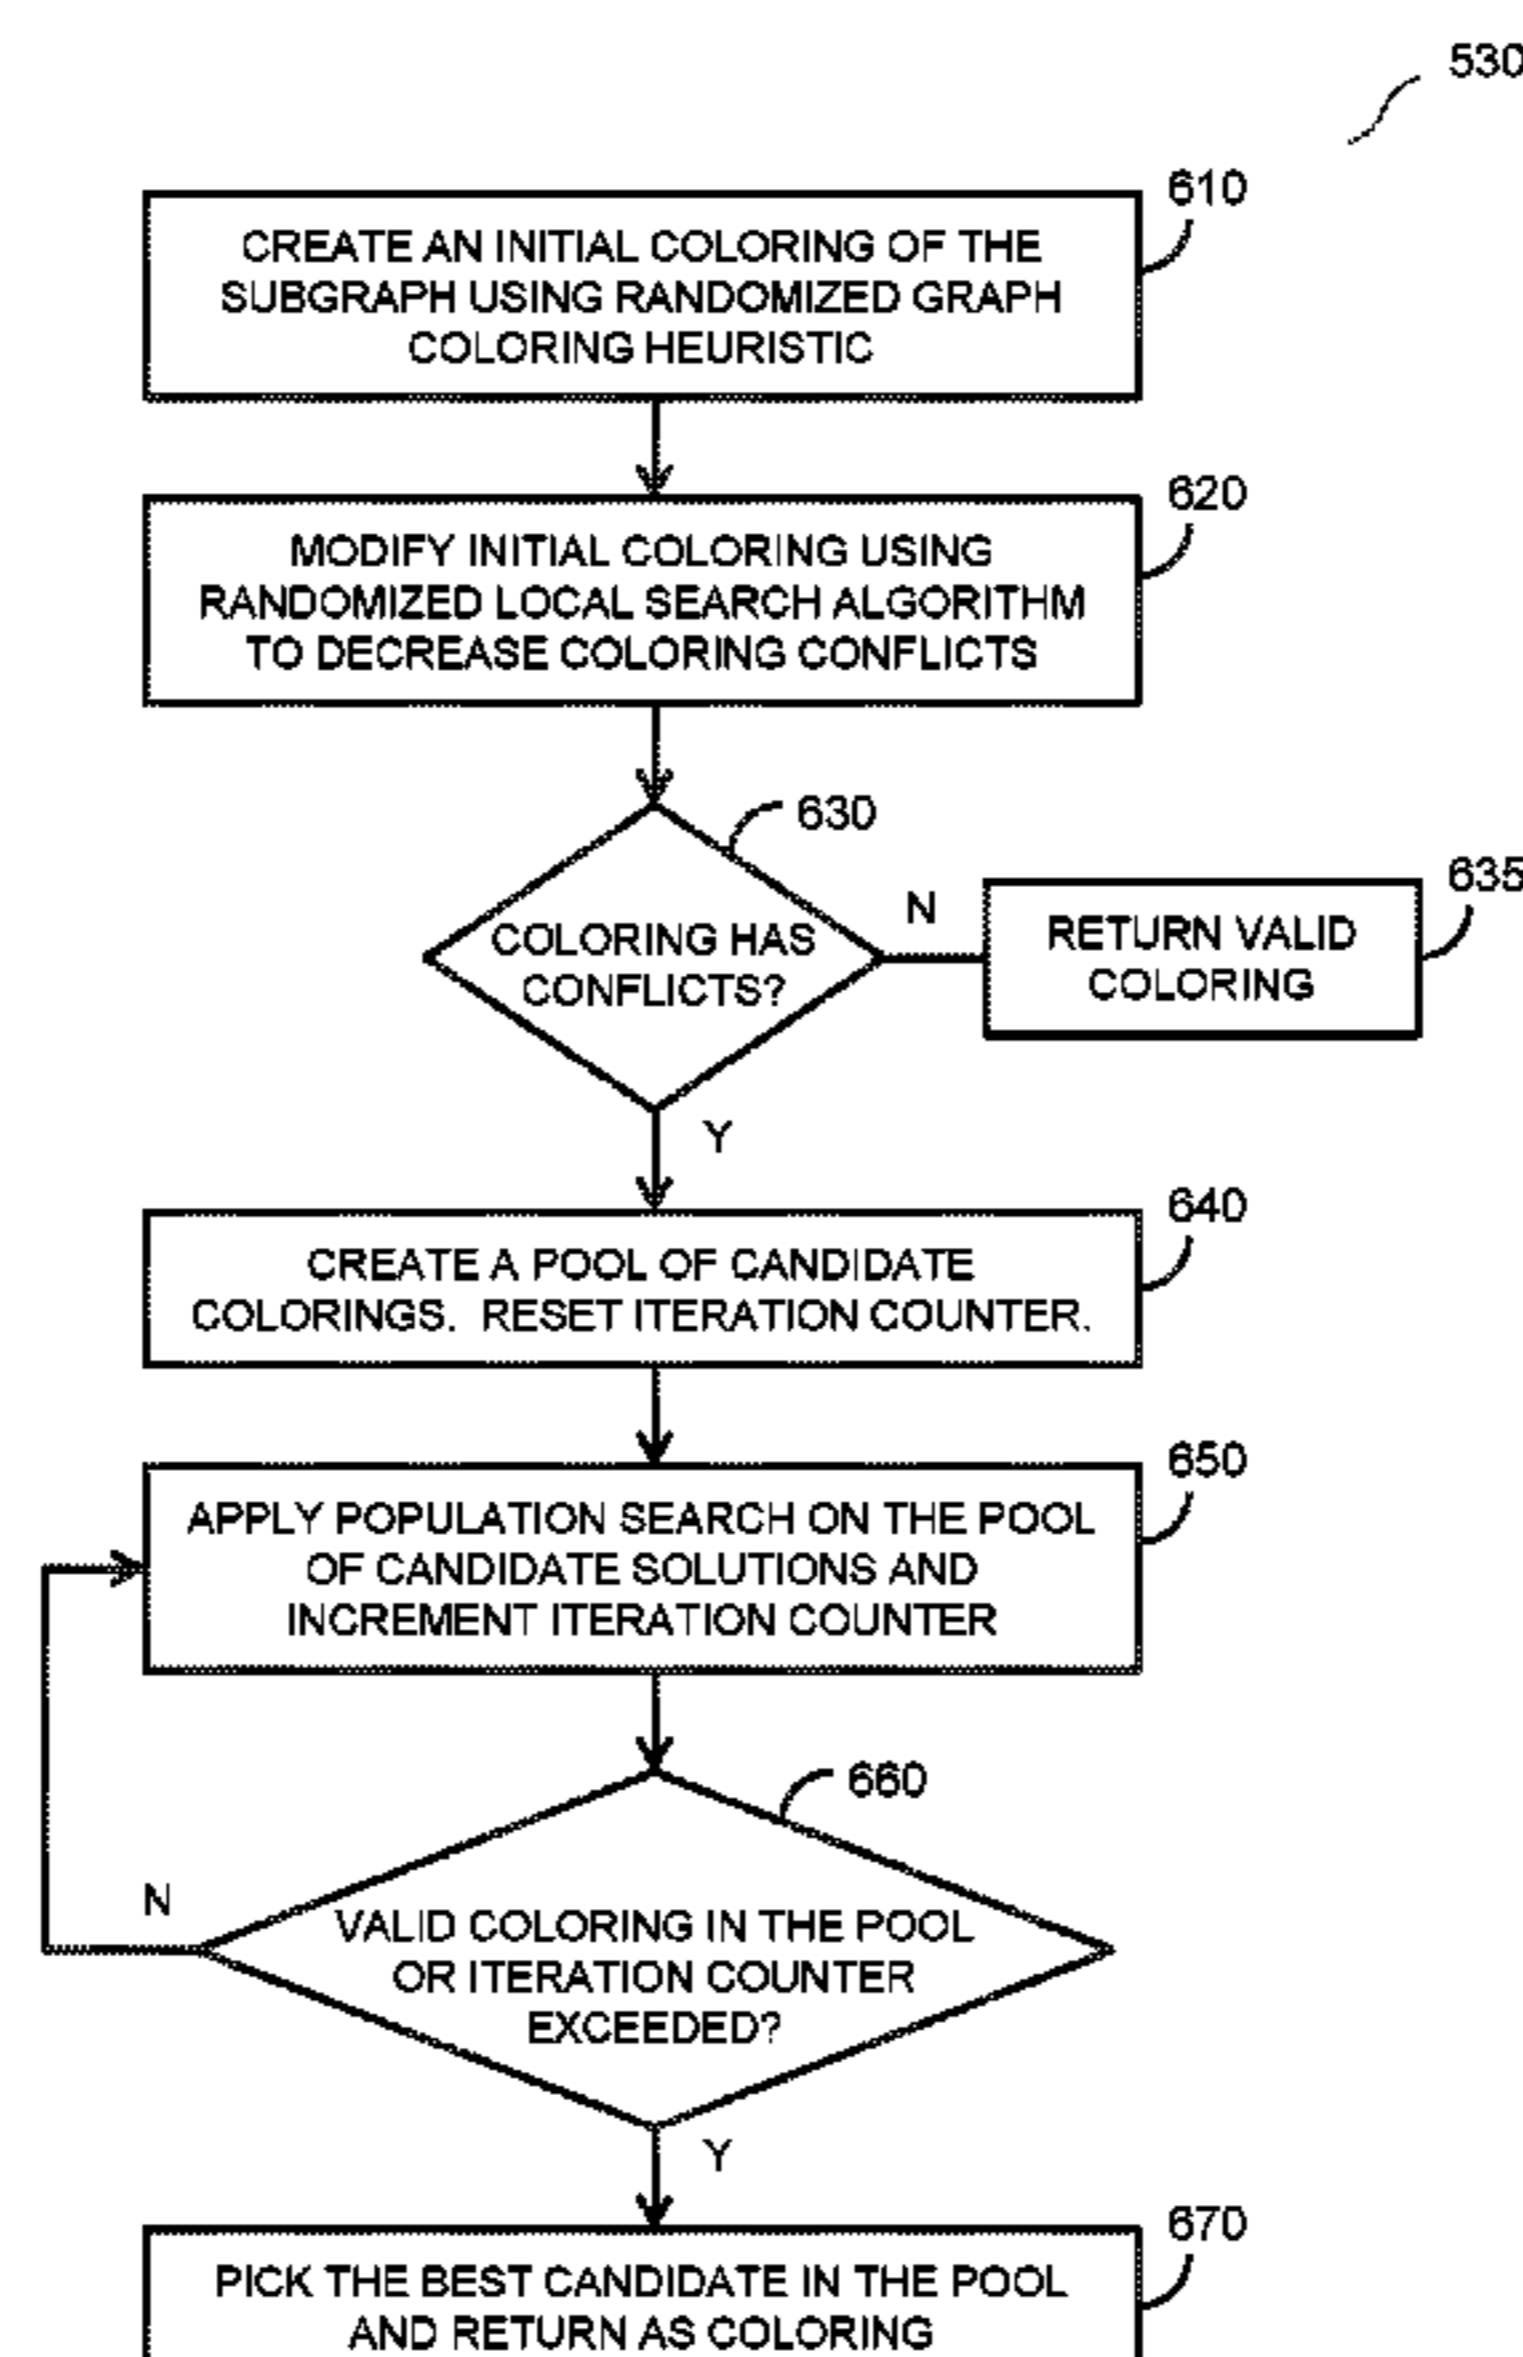 530
610
CREATE AN INITIAL COLORING OF THE
SUBGRAPH USING RANDOMIZED GRAPH
COLORING HEURISTIC
620
MODIFY INITIAL COLORING USING
RANDOMIZED LOCAL SEARCH ALGORITHM
TO DECREASE COLORING CONFLICTS
630
COLORING HAS
CONFLICTS?
N
635
RETURN VALID
COLORING
Y
640
CREATE A POOL OF CANDIDATE
COLORINGS. RESET ITERATION COUNTER.
650
APPLY POPULATION SEARCH ON THE POOL
OF CANDIDATE SOLUTIONS AND
INCREMENT ITERATION COUNTER
660
N
VALID COLORING IN THE POOL
OR ITERATION COUNTER
EXCEEDED?
Y
670
PICK THE BEST CANDIDATE IN THE POOL
AND RETURN AS COLORING